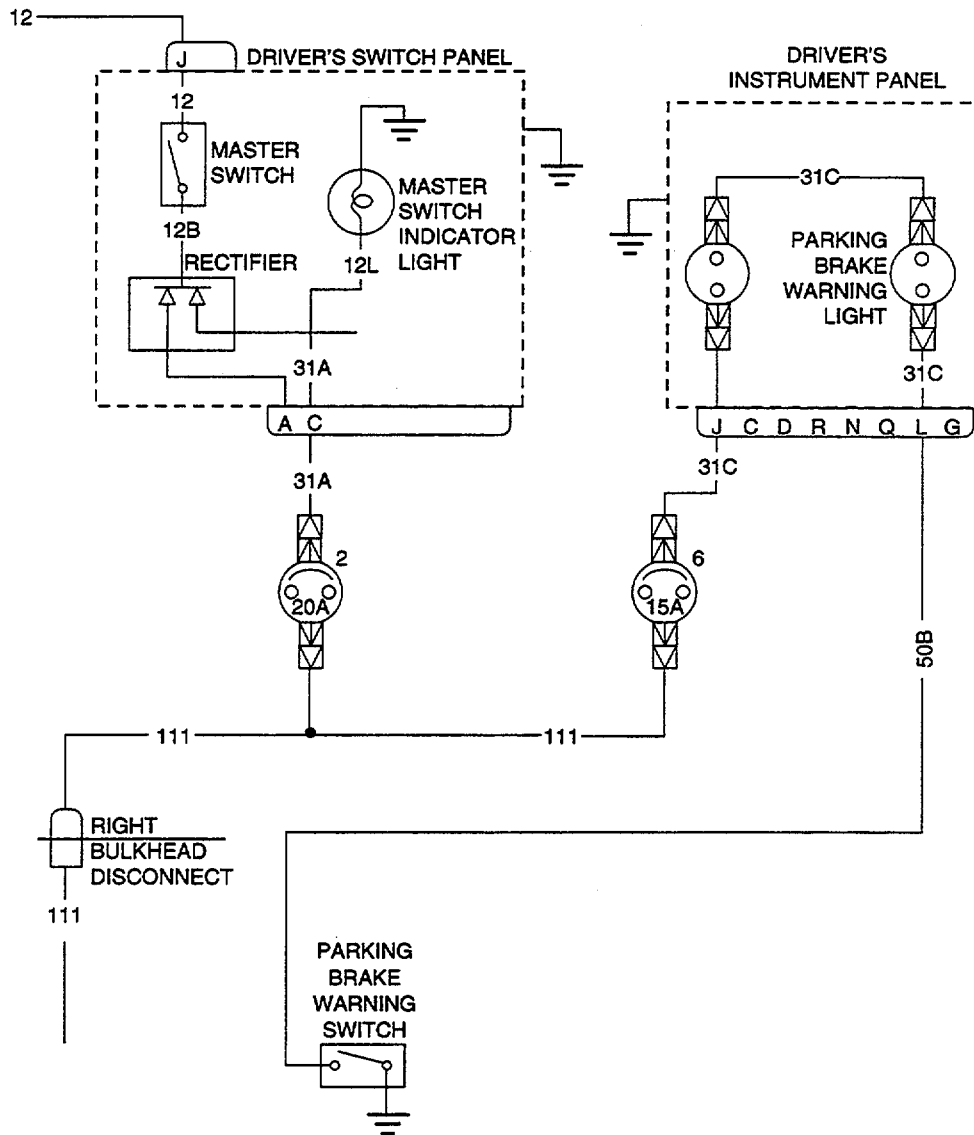 12
J
DRIVER'S SWITCH PANEL
12
MASTER
SWITCH
12B
RECTIFIER
MASTER
SWITCH
INDICATOR
LIGHT
12L
31A
A C
31A
2
20A
DRIVER'S
INSTRUMENT PANEL
31C
PARKING
BRAKE
WARNING
LIGHT
31C
J C D R N Q L G
31C
6
15A
50B
111
111
RIGHT
BULKHEAD
DISCONNECT
111
PARKING
BRAKE
WARNING
SWITCH